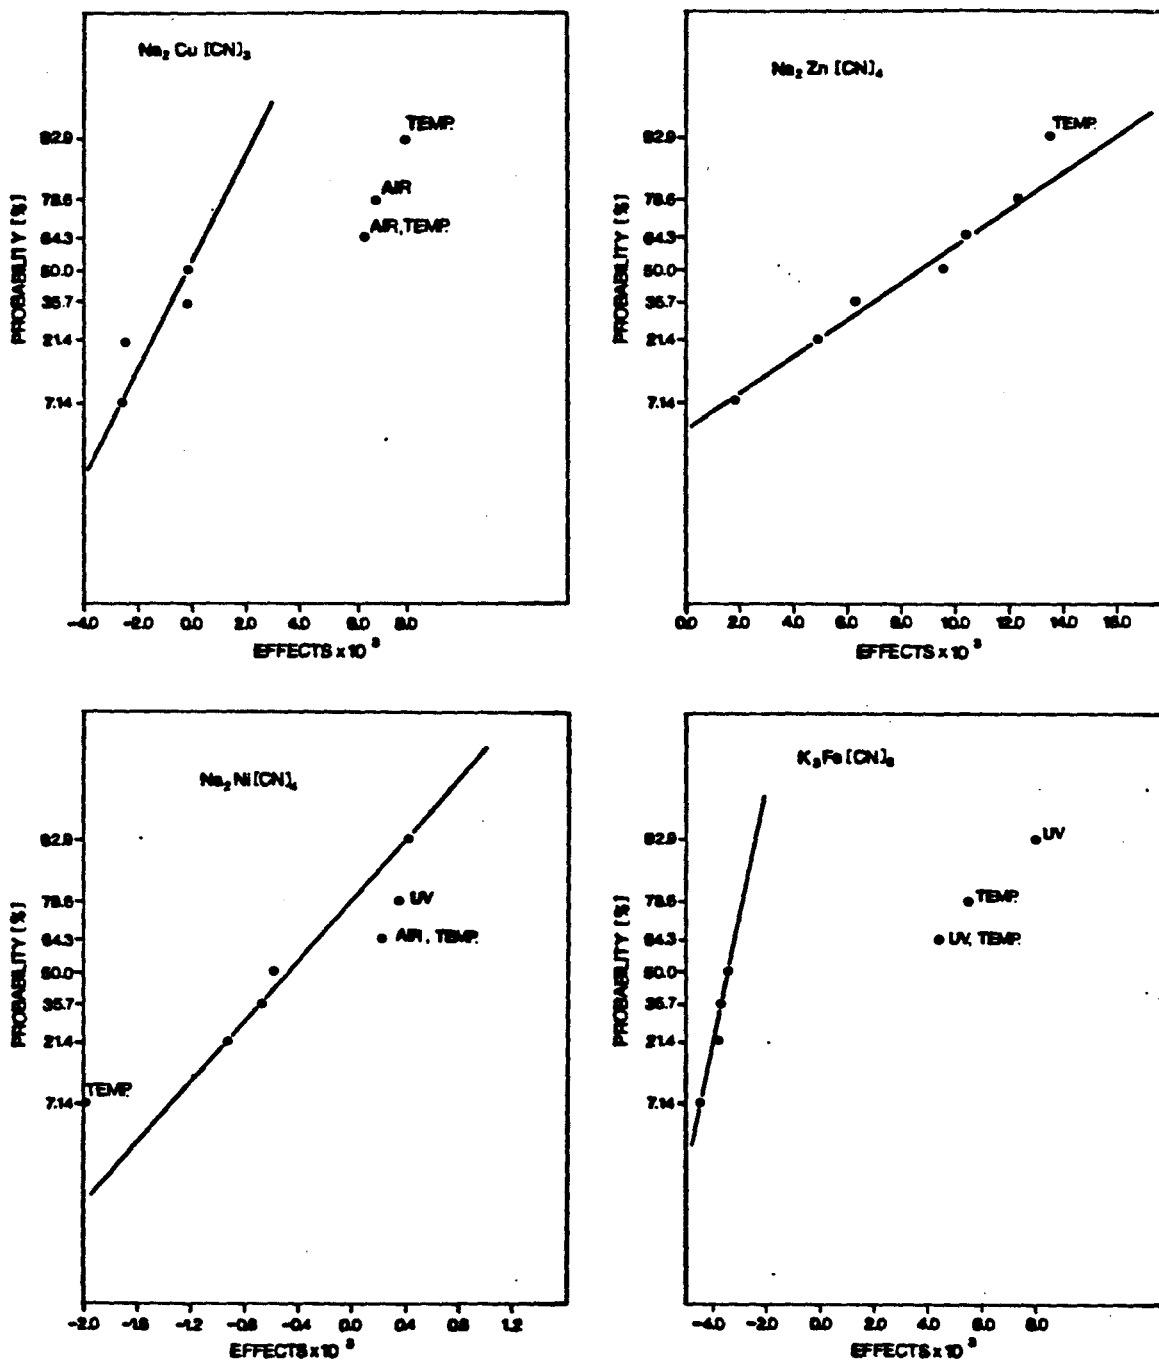 Na₂ Cu [CN]₃
TEMP.
AIR
AIR, TEMP.
PROBABILITY [%]
92.9
78.6
64.3
50.0
35.7
21.4
7.14
-4.0 -2.0 0.0 2.0 4.0 6.0 8.0
EFFECTS x 10³
Na₂ Zn [CN]₄
TEMP.
PROBABILITY [%]
92.9
78.6
64.3
50.0
35.7
21.4
7.14
0.0 2.0 4.0 6.0 8.0 10.0 12.0 14.0 16.0
EFFECTS x 10³
Na₂ Ni [CN]₄
UV
AIR, TEMP.
TEMP.
PROBABILITY [%]
92.9
78.6
64.3
50.0
35.7
21.4
7.14
-2.0 -1.6 -1.2 -0.8 -0.4 0.0 0.4 0.8 1.2
EFFECTS x 10³
K₃ Fe [CN]₆
UV
TEMP.
UV, TEMP.
PROBABILITY [%]
92.9
78.6
64.3
50.0
35.7
21.4
7.14
-4.0 -2.0 0.0 2.0 4.0 6.0 8.0
EFFECTS x 10³